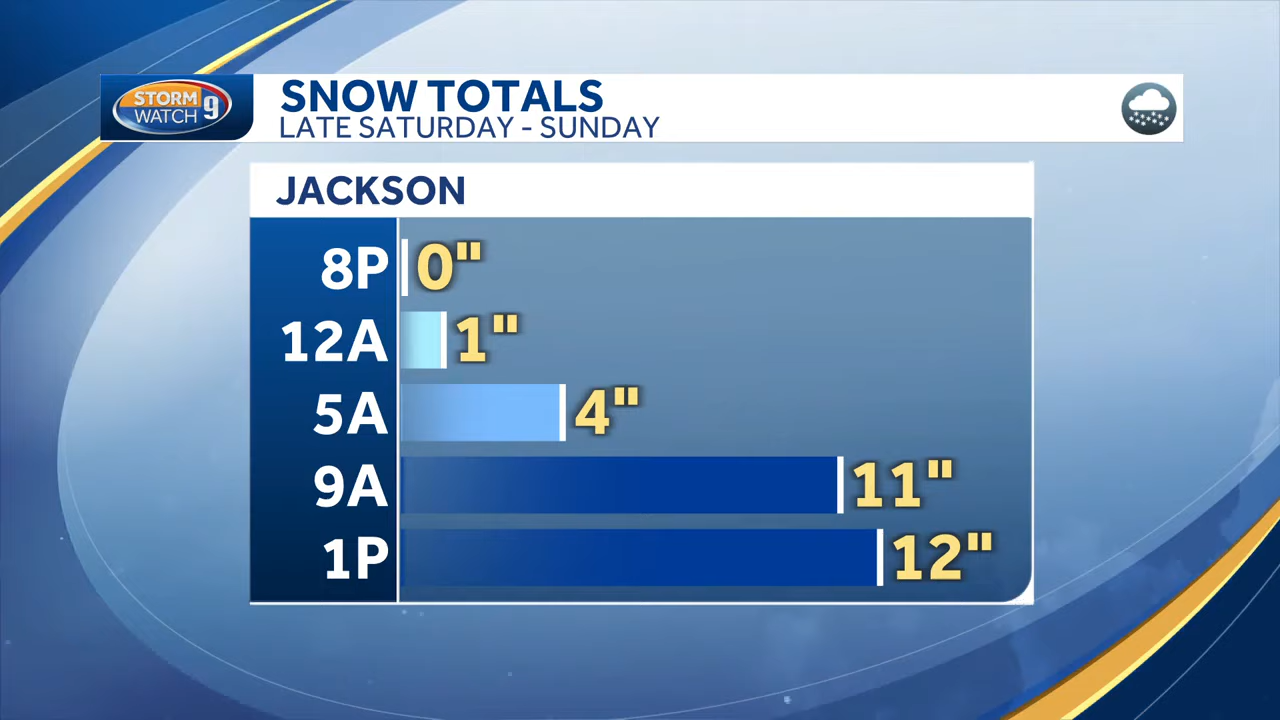 STORM
WATCH 9
SNOW TOTALS
LATE SATURDAY - SUNDAY
JACKSON
8P 0"
12A 1"
5A 4"
9A 11"
1P 12"